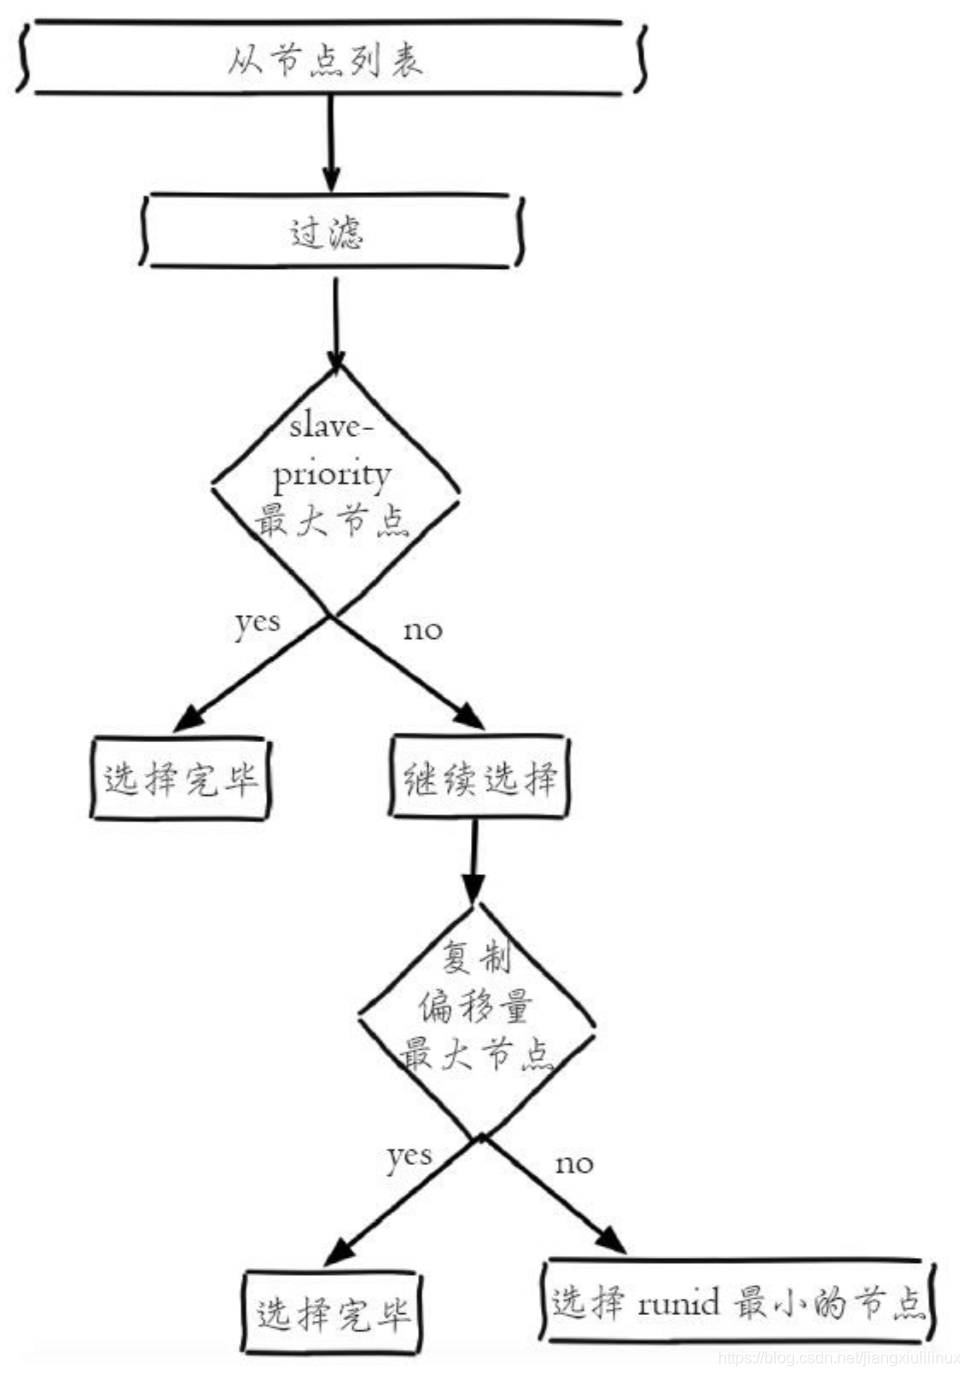 从节点列表
过滤
slave-
priority
最大节点
yes
no
选择完毕
继续选择
复制
偏移量
最大节点
yes
no
选择完毕
选择 runid 最小的节点
https://blog.csdn.net/jiangxiulilinux